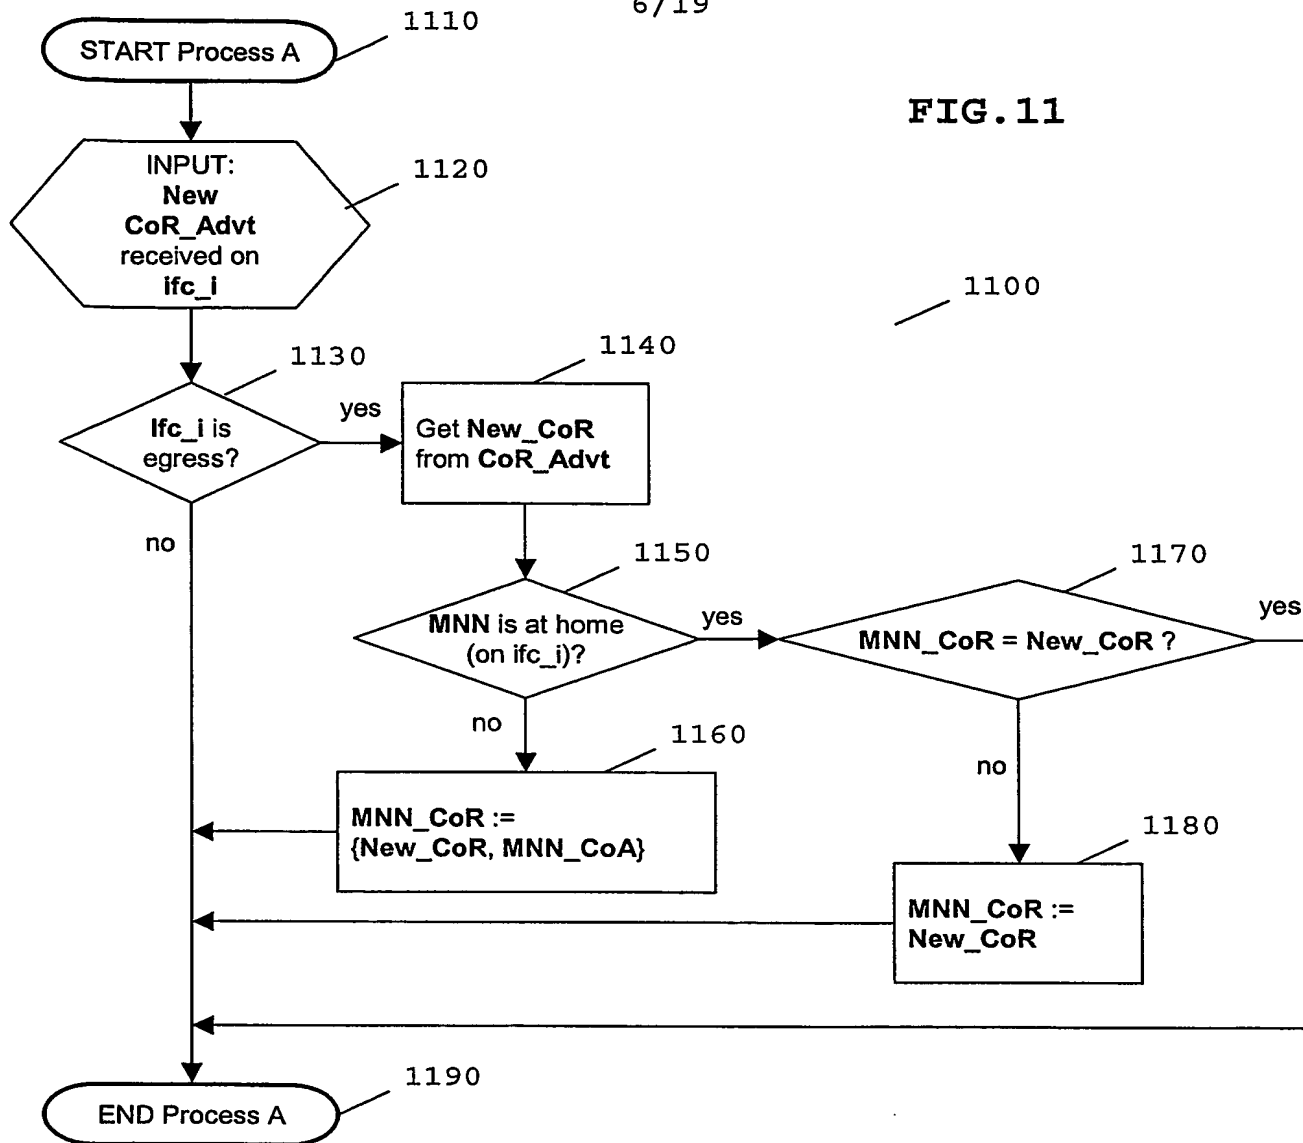 6/19
1110
START Process A
FIG.11
INPUT:
New
CoR_Advt
received on
ifc_i
1120
1100
1130
Ifc_i is
egress?
yes
no
1140
Get New_CoR
from CoR_Advt
1150
MNN is at home
(on ifc_i)?
yes
no
1170
MNN_CoR = New_CoR ?
yes
no
1160
MNN_CoR :=
{New_CoR, MNN_CoA}
1180
MNN_CoR :=
New_CoR
1190
END Process A